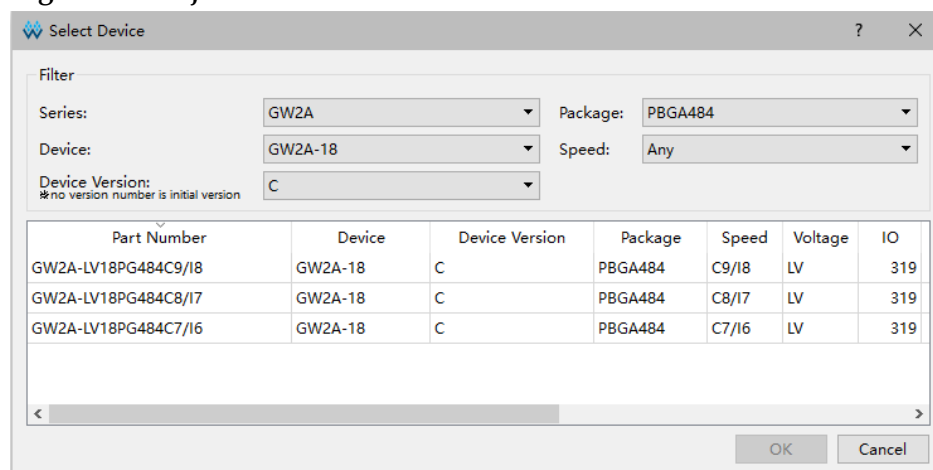 Select Device ? ×
Filter
Series: GW2A Package: PBGA484
Device: GW2A-18 Speed: Any
Device Version: C
*no version number is initial version
Part Number Device Device Version Package Speed Voltage IO
GW2A-LV18PG484C9/I8 GW2A-18 C PBGA484 C9/I8 LV 319
GW2A-LV18PG484C8/I7 GW2A-18 C PBGA484 C8/I7 LV 319
GW2A-LV18PG484C7/I6 GW2A-18 C PBGA484 C7/I6 LV 319
OK Cancel